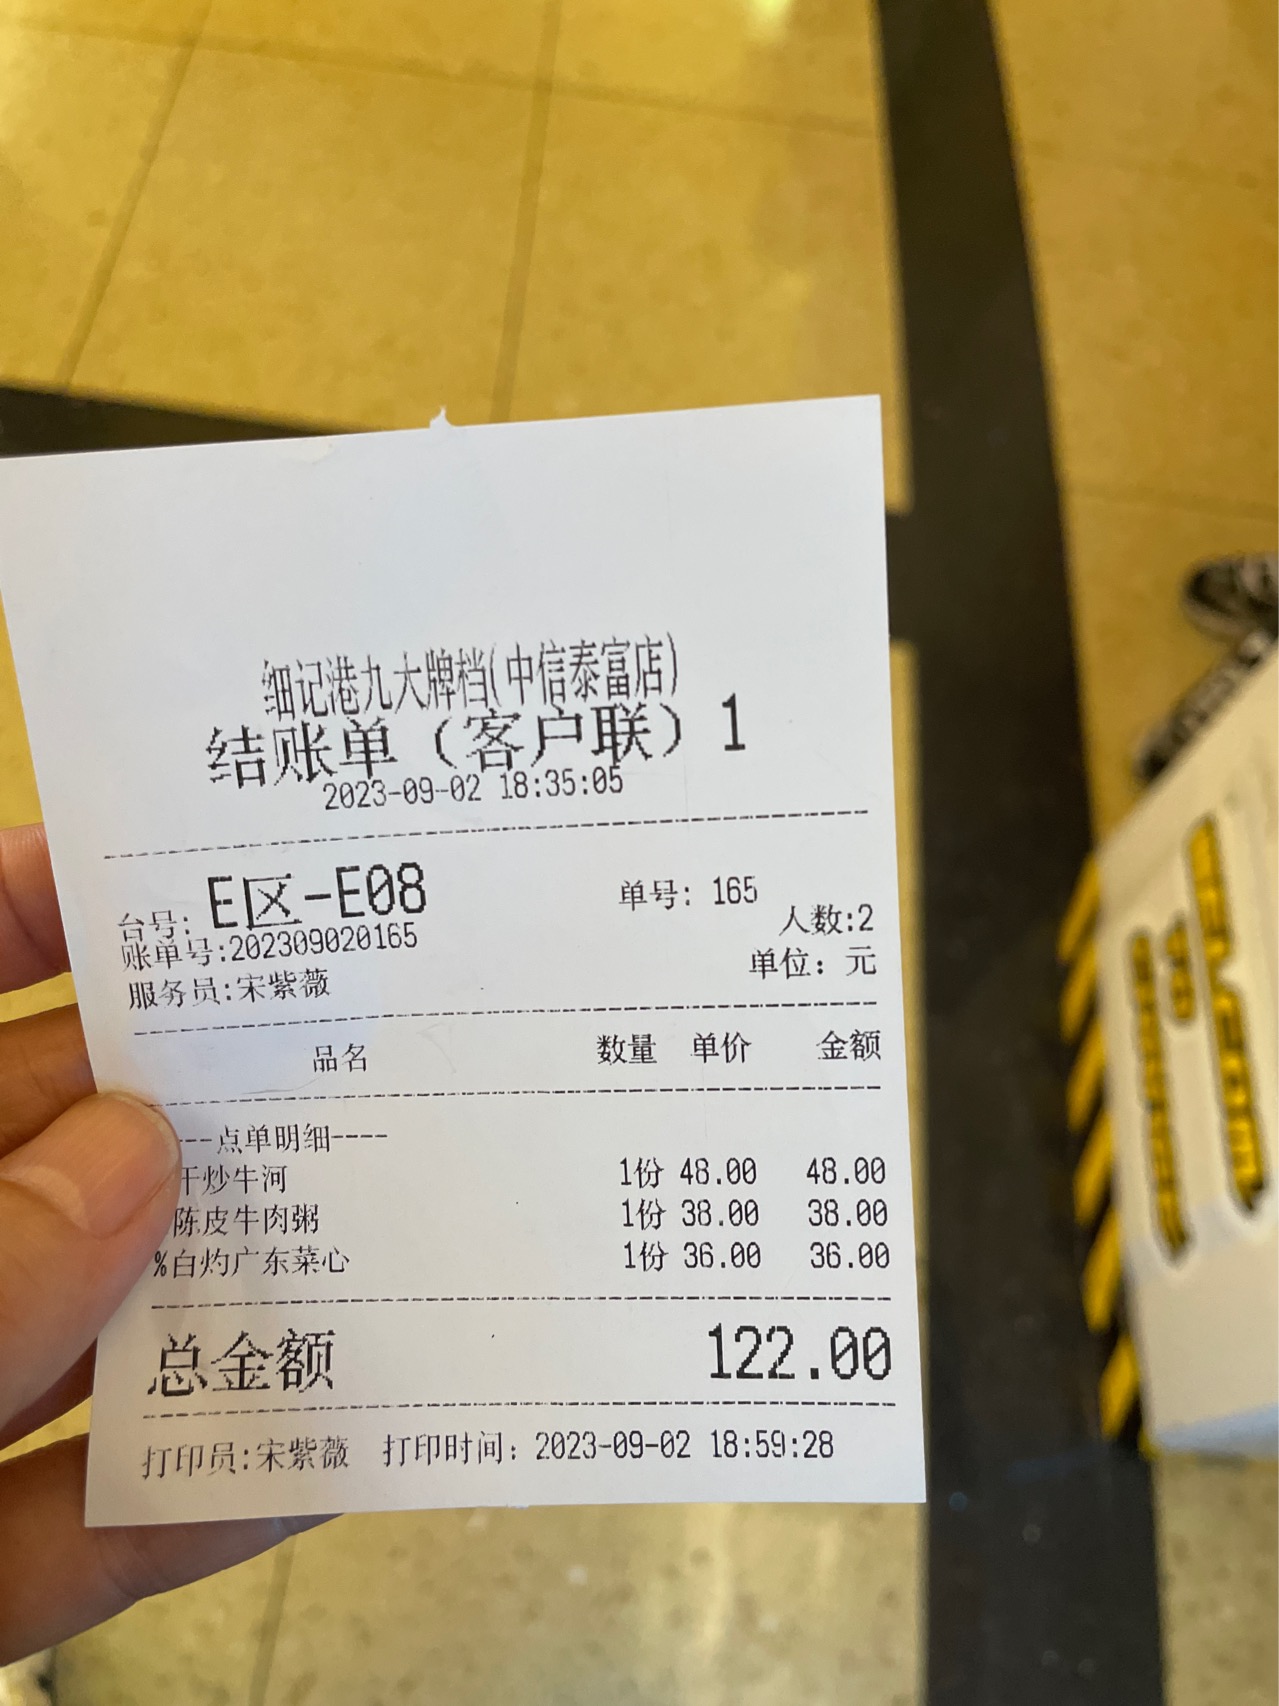 细记港九大牌档(中信泰富店)
结账单（客户联）1
2023-09-02 18:35:05
台号: E区-E08 单号: 165
人数:2
账单号:202309020165
单位: 元
服务员:宋紫薇
品名 数量 单价 金额
---点单明细----
干炒牛河 1份 48.00 48.00
陈皮牛肉粥 1份 38.00 38.00
%白灼广东菜心 1份 36.00 36.00
总金额 122.00
打印员:宋紫薇 打印时间: 2023-09-02 18:59:28